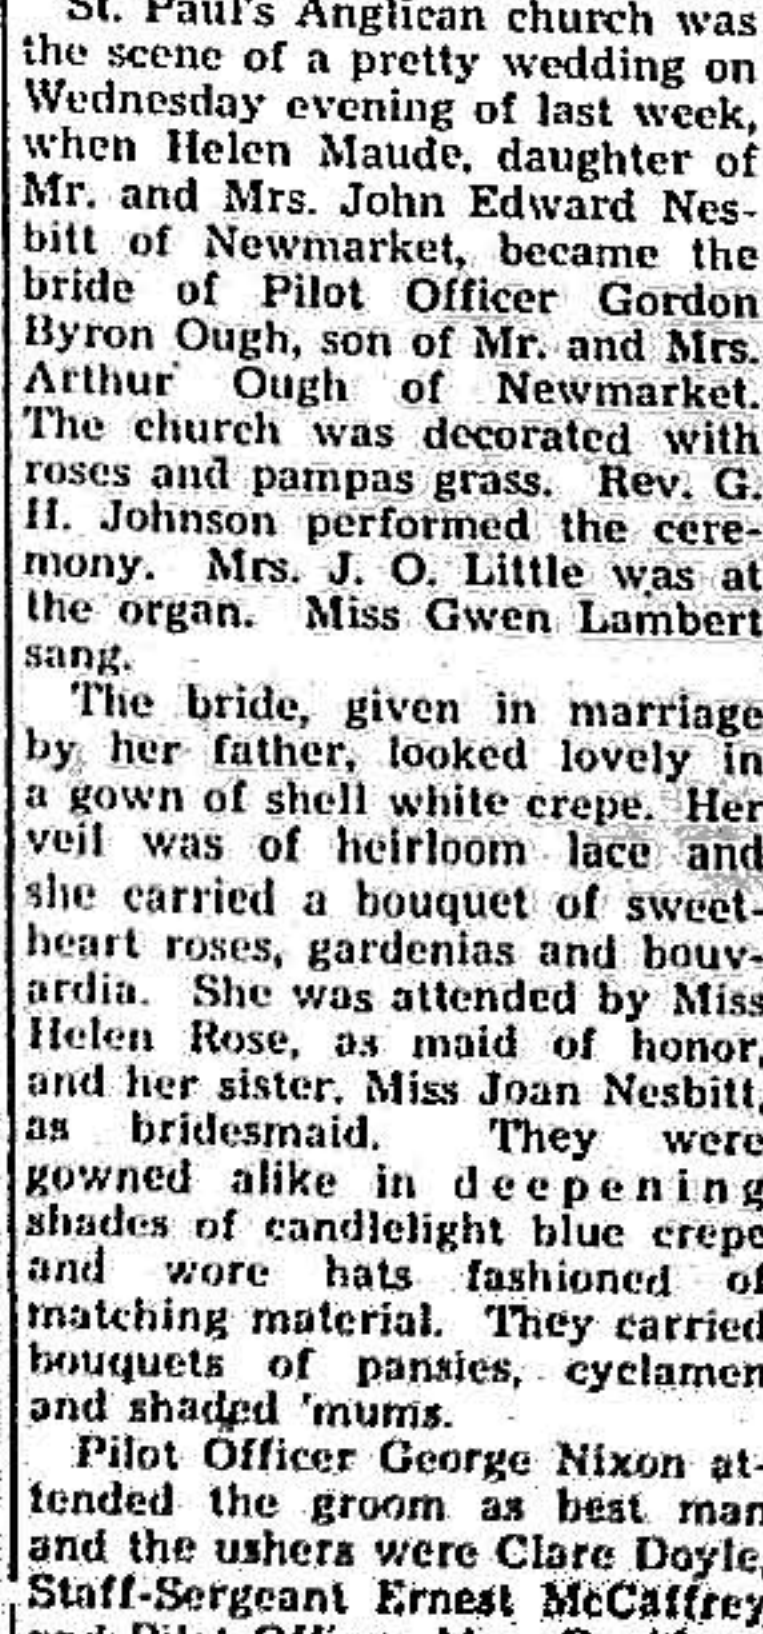 St. Paul's Anglican church was
the scene of a pretty wedding on
Wednesday evening of last week,
when Helen Maude, daughter of
Mr. and Mrs. John Edward Nes-
bitt of Newmarket, became the
bride of Pilot Officer Gordon
Byron Ough, son of Mr. and Mrs.
Arthur Ough of Newmarket.
The church was decorated with
roses and pampas grass. Rev. G.
H. Johnson performed the cere-
mony. Mrs. J. O. Little was at
the organ. Miss Gwen Lambert
sang.
The bride, given in marriage
by her father, looked lovely in
a gown of shell white crepe. Her
veil was of heirloom lace and
she carried a bouquet of sweet-
heart roses, gardenias and bouv-
ardia. She was attended by Miss
Helen Rose, as maid of honor,
and her sister, Miss Joan Nesbitt,
as bridesmaid. They were
gowned alike in deepening
shades of candlelight blue crepe
and wore hats fashioned of
matching material. They carried
bouquets of pansies, cyclamen
and shaded 'mums.
Pilot Officer George Nixon at-
tended the groom as best man
and the ushers were Clare Doyle,
Staff-Sergeant Ernest McCaffrey
and Pilot Officer